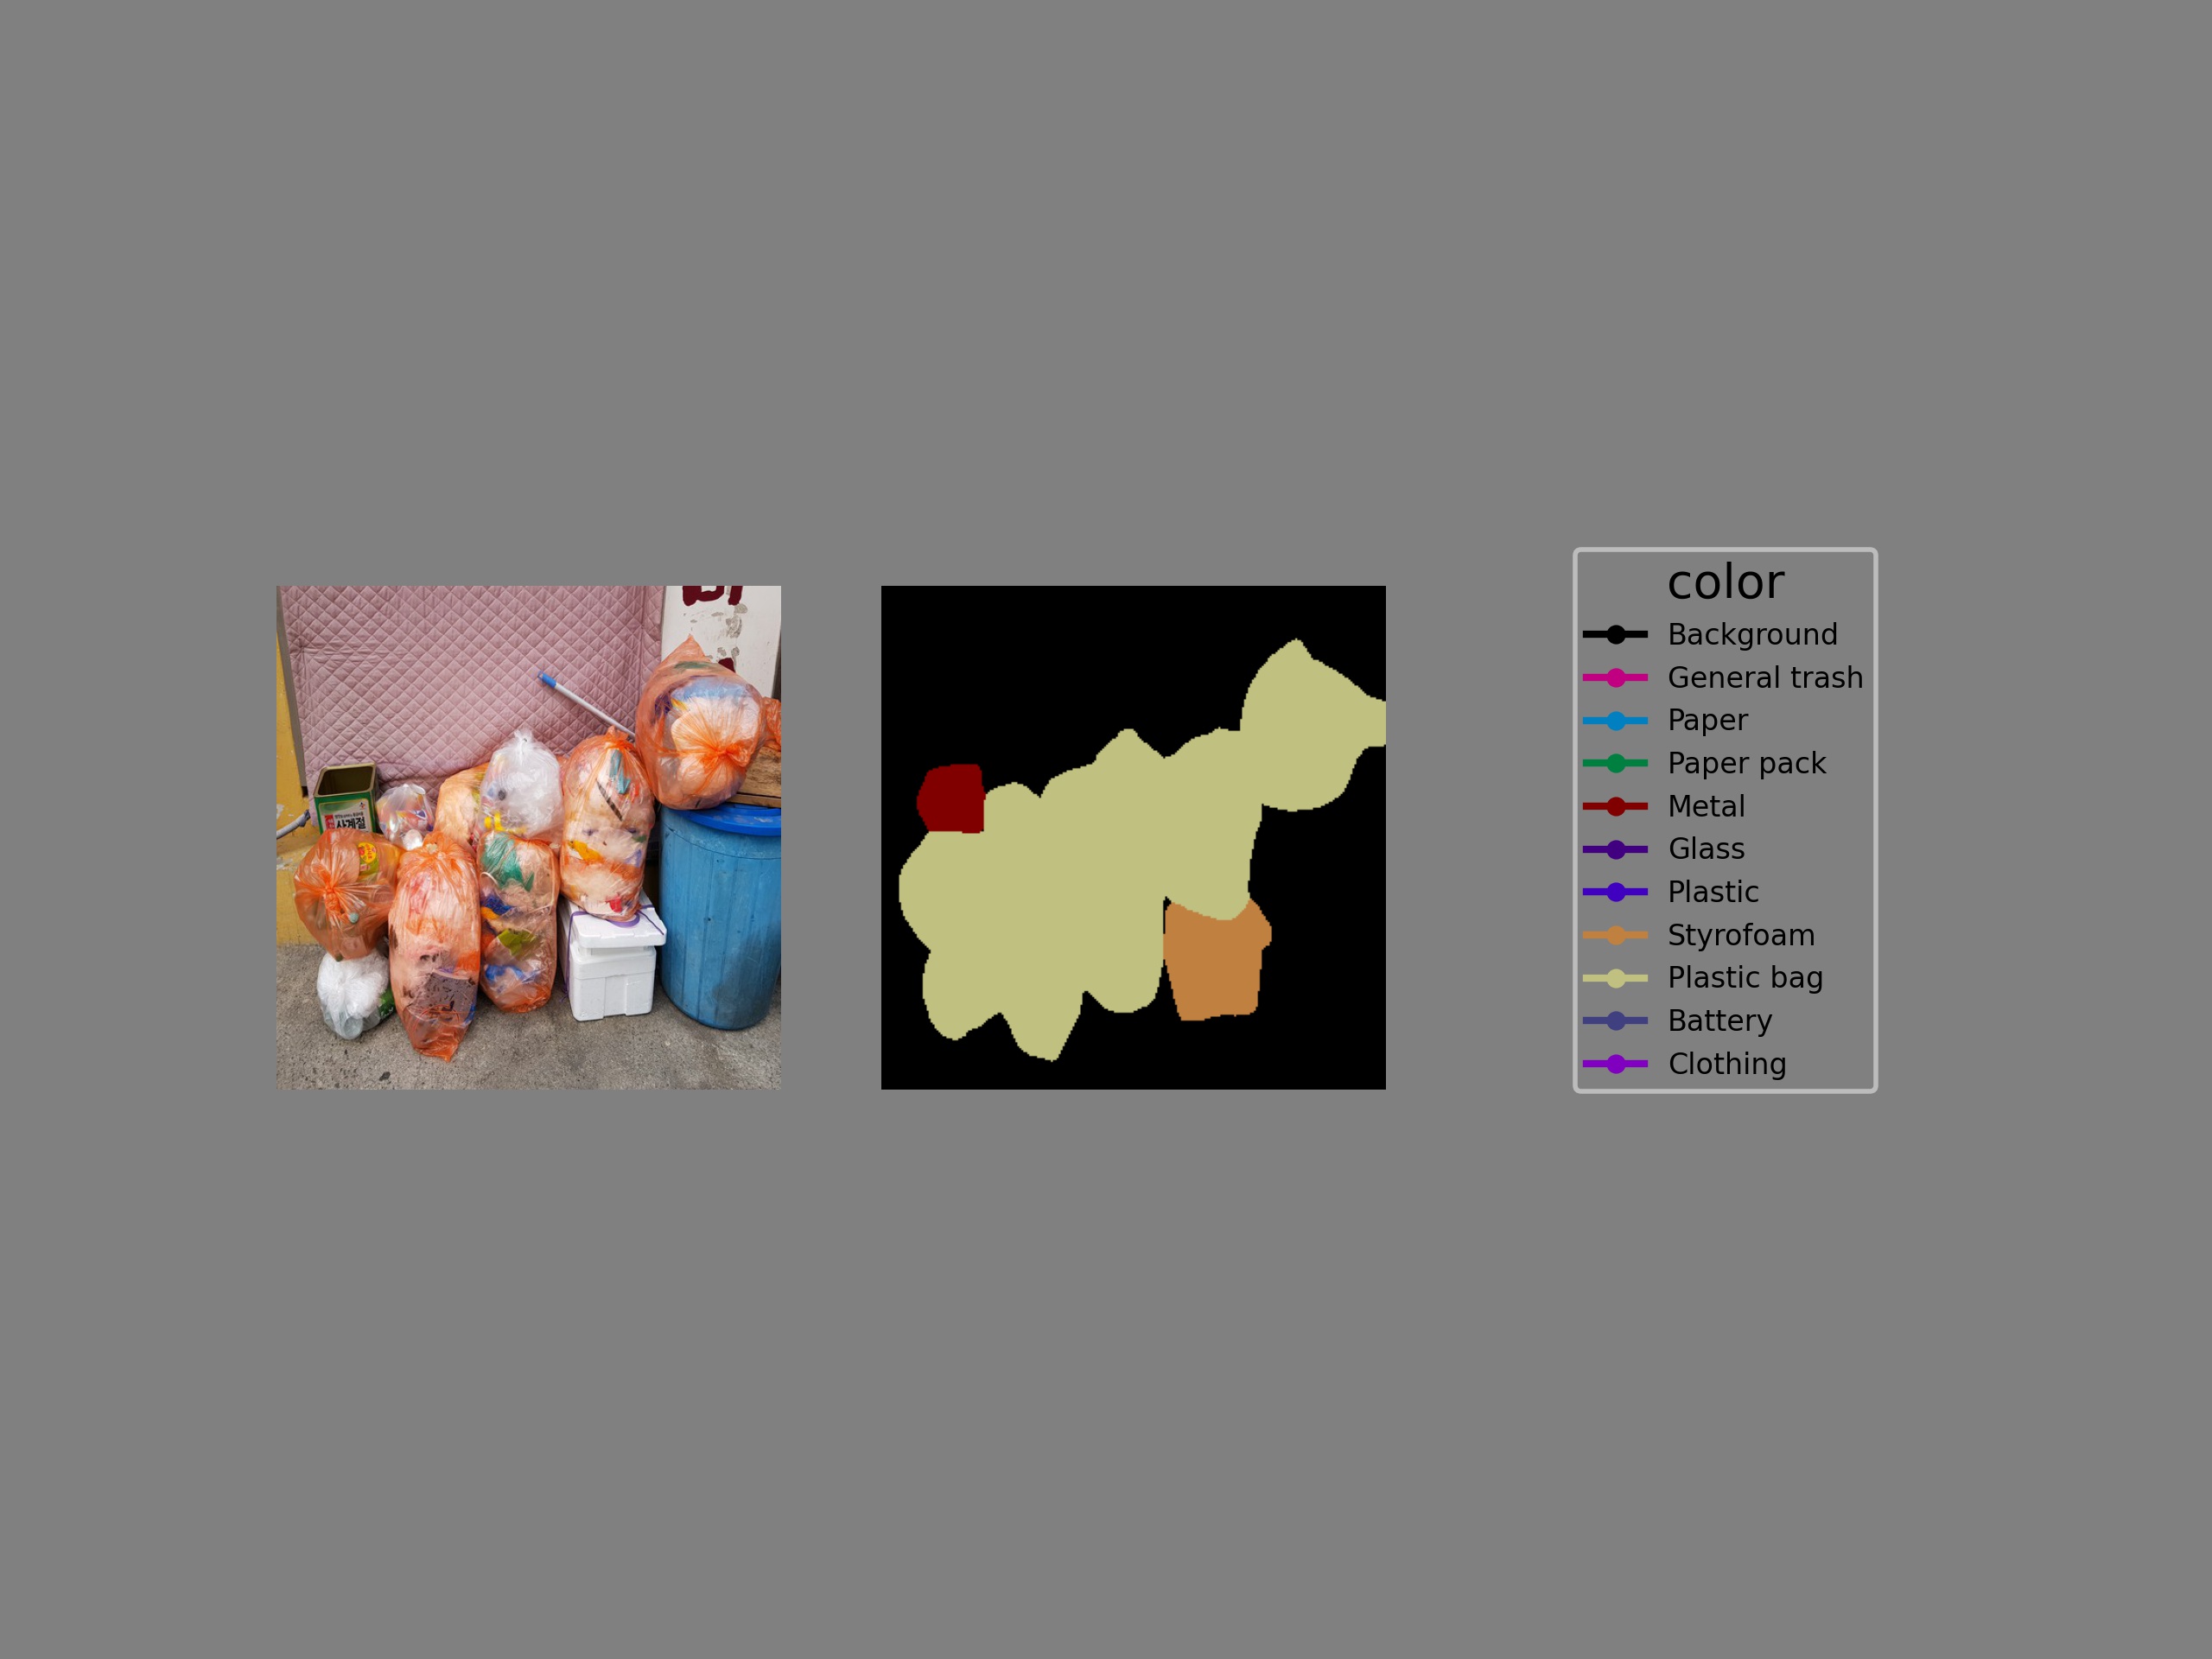 사계절
color
Background
General trash
Paper
Paper pack
Metal
Glass
Plastic
Styrofoam
Plastic bag
Battery
Clothing